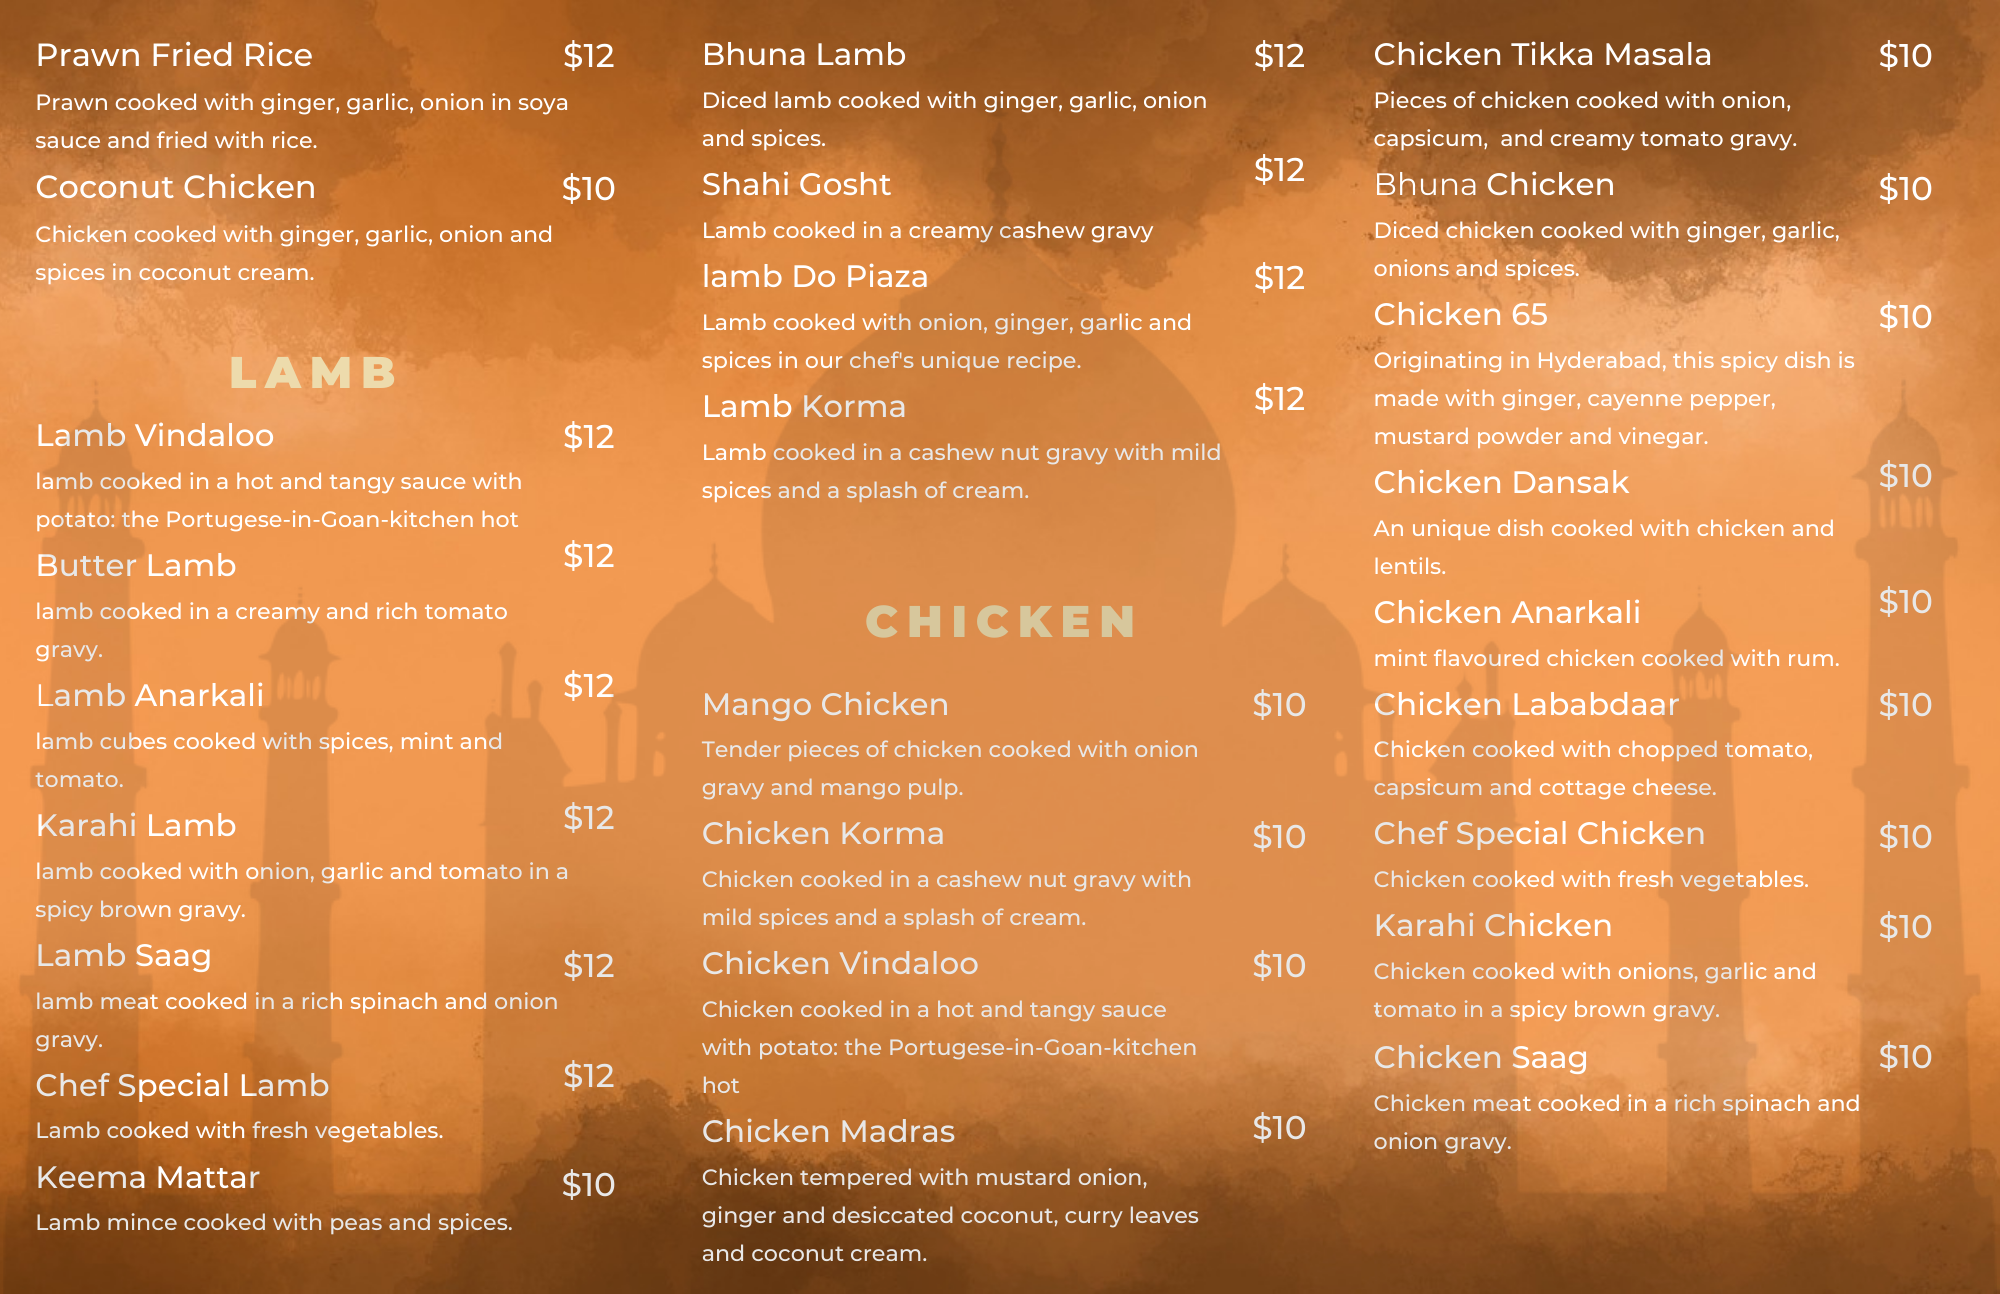 Prawn Fried Rice $12
Prawn cooked with ginger, garlic, onion in soya
sauce and fried with rice.
Coconut Chicken $10
Chicken cooked with ginger, garlic, onion and
spices in coconut cream.
LAMB
Lamb Vindaloo $12
lamb cooked in a hot and tangy sauce with
potato: the Portugese-in-Goan-kitchen hot
Butter Lamb $12
lamb cooked in a creamy and rich tomato
gravy.
Lamb Anarkali $12
lamb cubes cooked with spices, mint and
tomato.
Karahi Lamb $12
lamb cooked with onion, garlic and tomato in a
spicy brown gravy.
Lamb Saag $12
lamb meat cooked in a rich spinach and onion
gravy.
Chef Special Lamb $12
Lamb cooked with fresh vegetables.
Keema Mattar $10
Lamb mince cooked with peas and spices.
Bhuna Lamb $12
Diced lamb cooked with ginger, garlic, onion
and spices.
Shahi Gosht $12
Lamb cooked in a creamy cashew gravy
lamb Do Piaza $12
Lamb cooked with onion, ginger, garlic and
spices in our chef's unique recipe.
Lamb Korma $12
Lamb cooked in a cashew nut gravy with mild
spices and a splash of cream.
CHICKEN
Mango Chicken $10
Tender pieces of chicken cooked with onion
gravy and mango pulp.
Chicken Korma $10
Chicken cooked in a cashew nut gravy with
mild spices and a splash of cream.
Chicken Vindaloo $10
Chicken cooked in a hot and tangy sauce
with potato: the Portugese-in-Goan-kitchen
hot
Chicken Madras $10
Chicken tempered with mustard onion,
ginger and desiccated coconut, curry leaves
and coconut cream.
Chicken Tikka Masala $10
Pieces of chicken cooked with onion,
capsicum,  and creamy tomato gravy.
Bhuna Chicken $10
Diced chicken cooked with ginger, garlic,
onions and spices.
Chicken 65 $10
Originating in Hyderabad, this spicy dish is
made with ginger, cayenne pepper,
mustard powder and vinegar.
Chicken Dansak $10
An unique dish cooked with chicken and
lentils.
Chicken Anarkali $10
mint flavoured chicken cooked with rum.
Chicken Lababdaar $10
Chicken cooked with chopped tomato,
capsicum and cottage cheese.
Chef Special Chicken $10
Chicken cooked with fresh vegetables.
Karahi Chicken $10
Chicken cooked with onions, garlic and
tomato in a spicy brown gravy.
Chicken Saag $10
Chicken meat cooked in a rich spinach and
onion gravy.